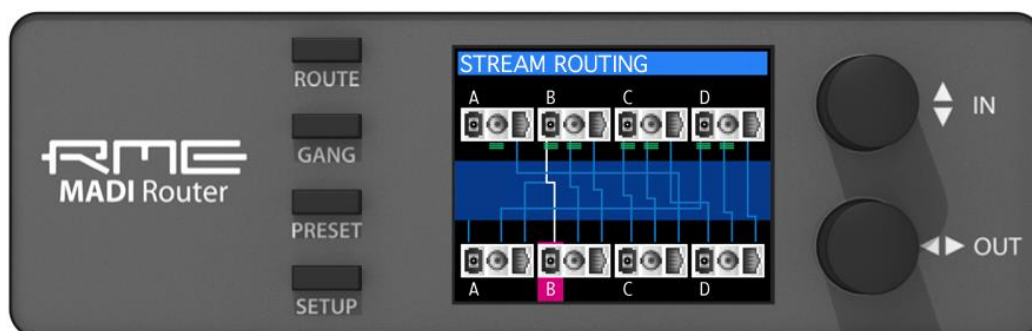 RME
MADI Router
ROUTE
GANG
PRESET
SETUP
STREAM ROUTING
A B C D
A B C D
IN
OUT